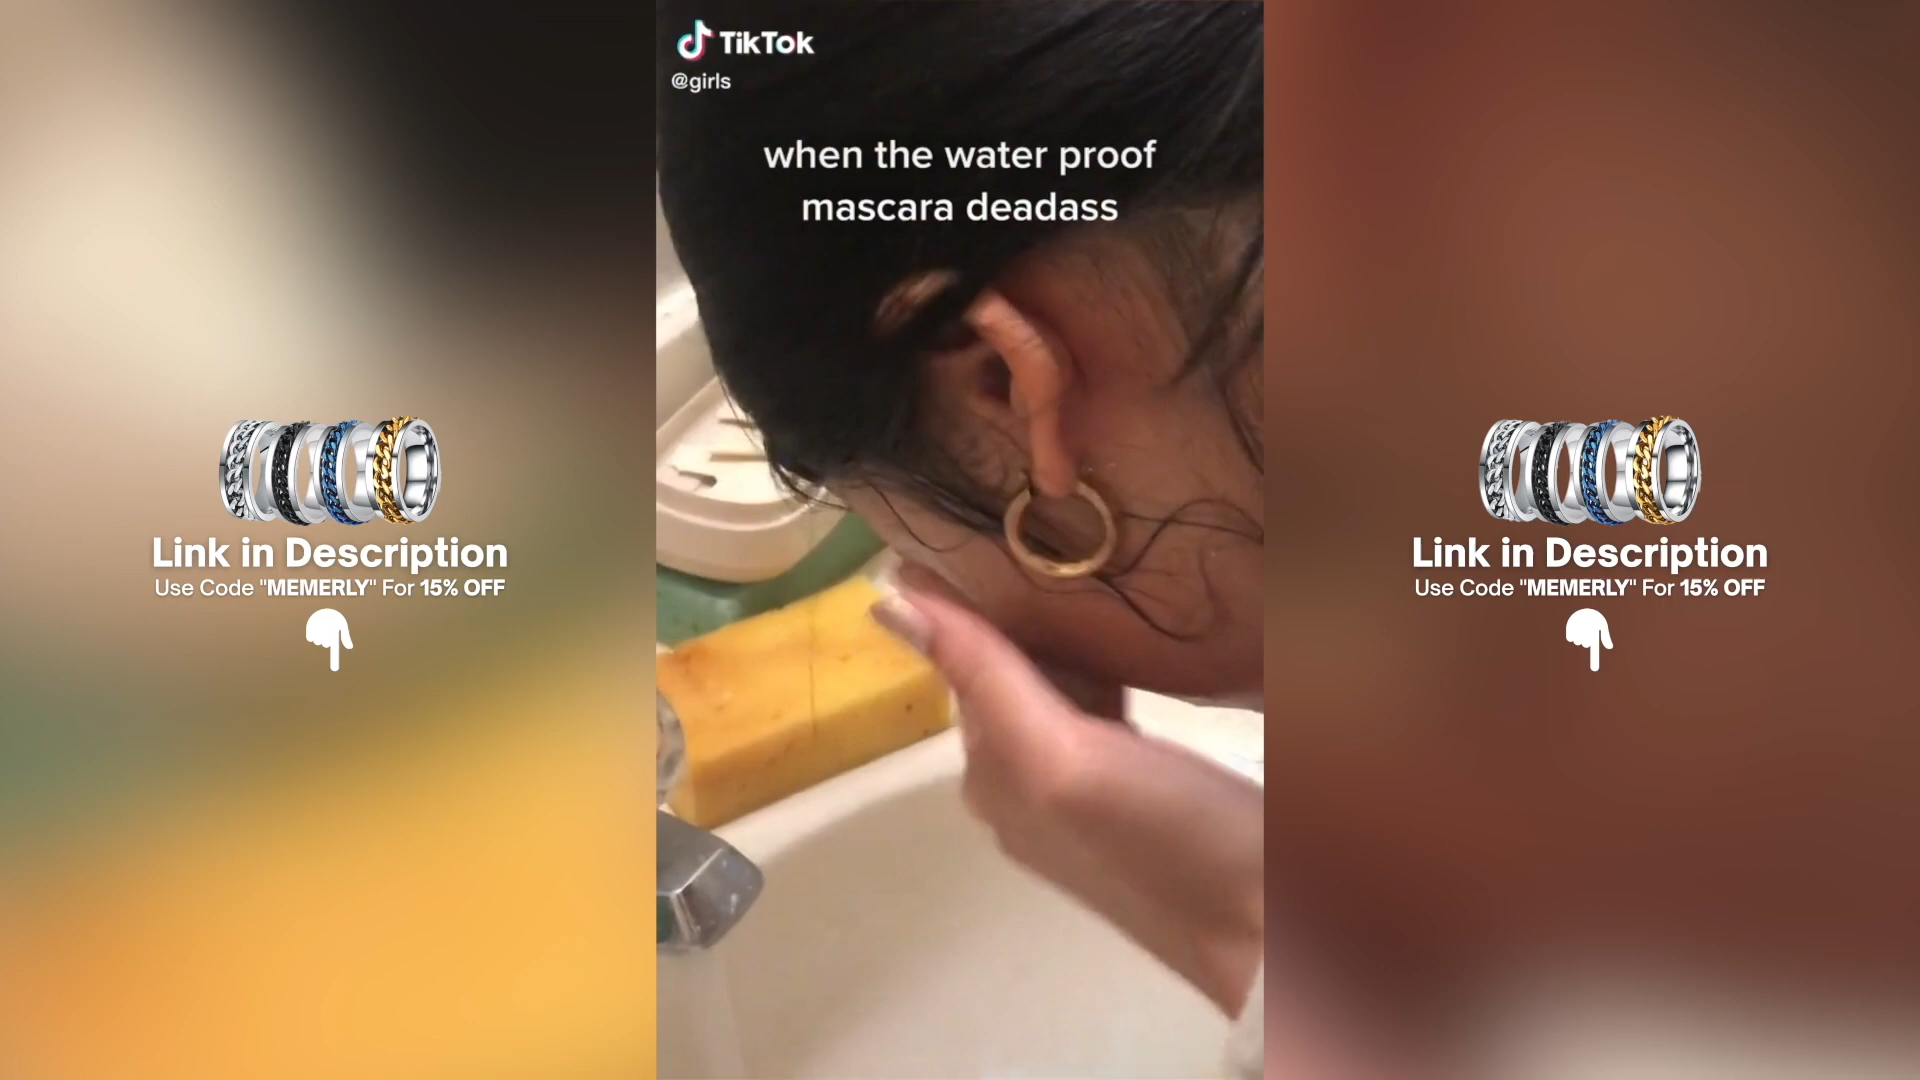 TikTok
@girls
when the water proof
mascara deadass
Link in Description
Use Code "MEMERLY" For 15% OFF
Link in Description
Use Code "MEMERLY" For 15% OFF